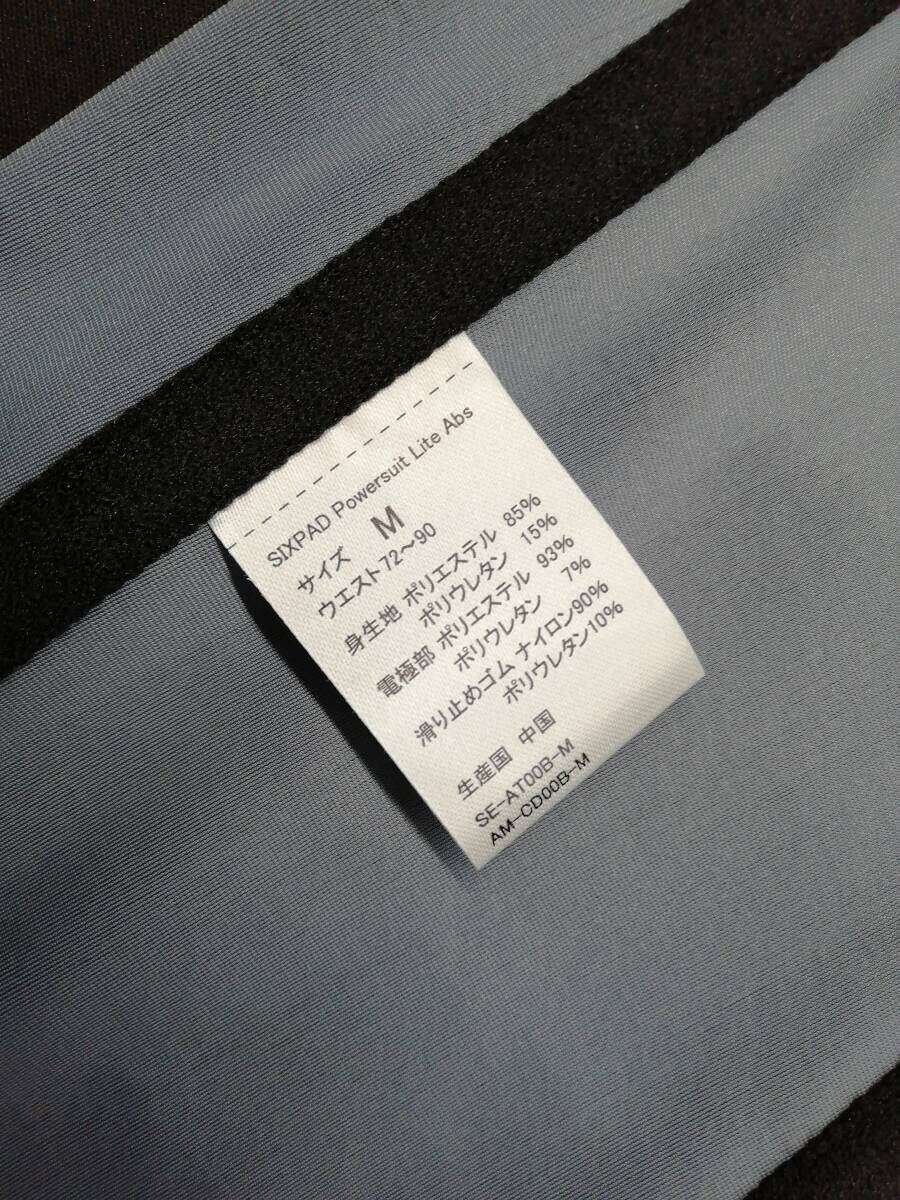 SIXPAD Powersuit Lite Abs
サイズ M
ウエスト72～90
身生地 ポリエステル 85%
ポリウレタン 15%
電極部 ポリエステル 93%
ポリウレタン 7%
滑り止めゴム ナイロン90%
ポリウレタン10%
生産国 中国
SE-AT00B-M
AM-CD00B-M